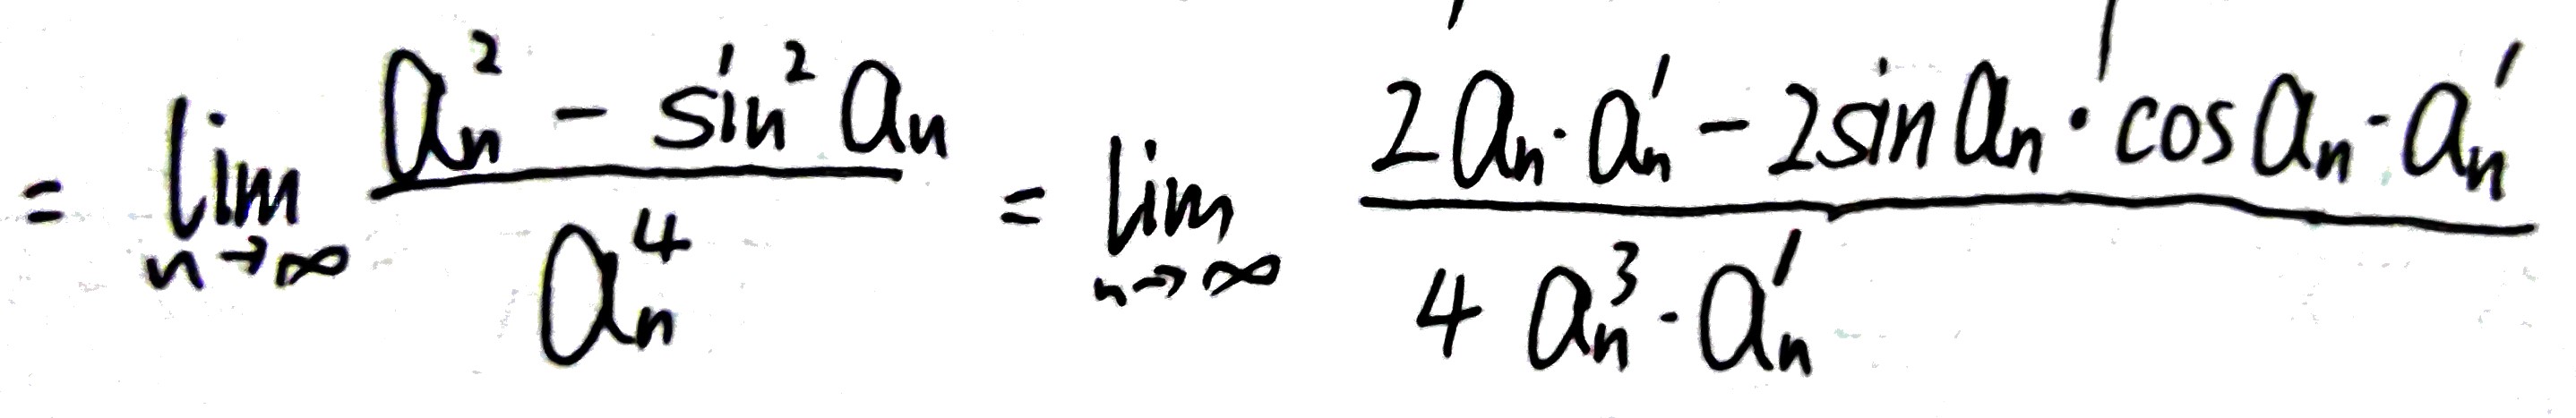 $= \lim_{n \to \infty} \frac{a_n^2 - \sin^2 a_n}{a_n^4} = \lim_{n \to \infty} \frac{2a_n \cdot a_n' - 2\sin a_n \cdot \cos a_n \cdot a_n'}{4a_n^3 \cdot a_n'}$